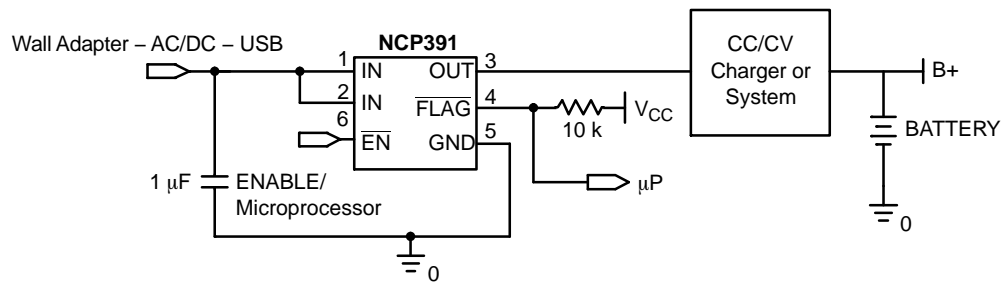 Wall Adapter – AC/DC – USB
NCP391
1
IN
OUT
3
2
IN
FLAG
4
6
EN
GND
5
10 k
VCC
µP
CC/CV
Charger or
System
B+
BATTERY
0
1 µF
ENABLE/
Microprocessor
0